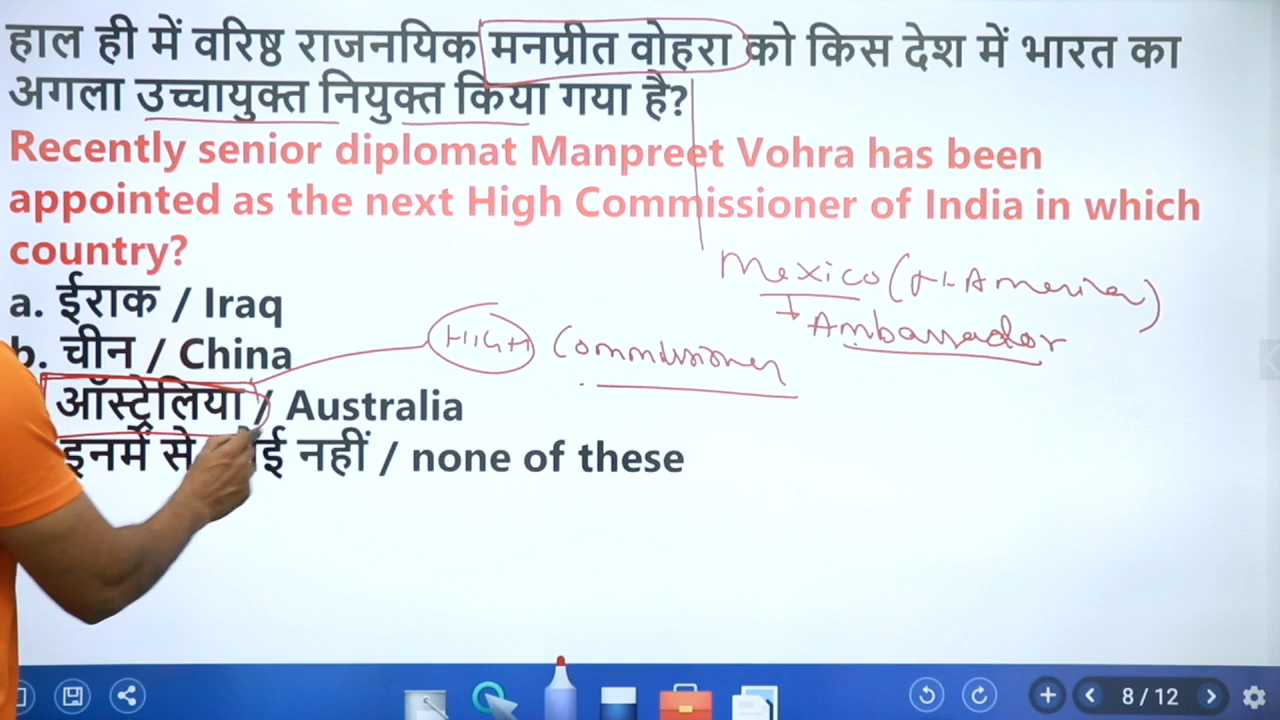 हाल ही में वरिष्ठ राजनयिक मनप्रीत वोहरा को किस देश में भारत का
अगला उच्चायुक्त नियुक्त किया गया है?
Recently senior diplomat Manpreet Vohra has been
appointed as the next High Commissioner of India in which
country?
Mexico (N. America)
a. ईराक / Iraq
Ambassador
HIGH Commissioner
b. चीन / China
ऑस्ट्रेलिया / Australia
इनमें से नहीं / none of these
8 / 12